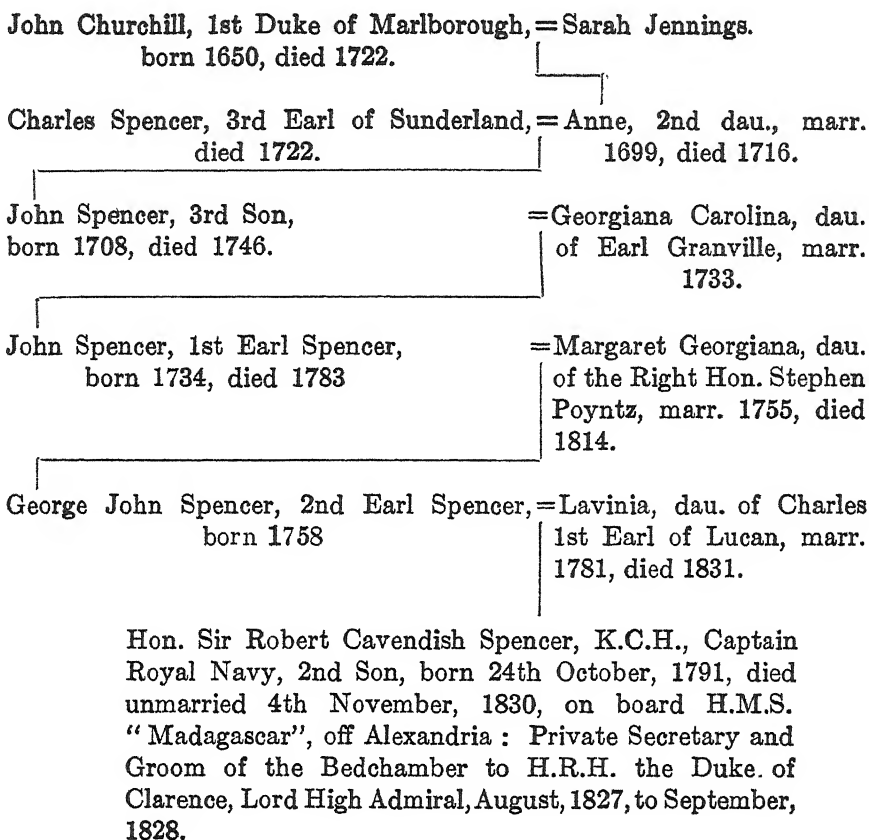 John Churchill, 1st Duke of Marlborough, = Sarah Jennings.
born 1650, died 1722.
Charles Spencer, 3rd Earl of Sunderland, = Anne, 2nd dau., marr.
died 1722. 1699, died 1716.
John Spencer, 3rd Son, =Georgiana Carolina, dau.
born 1708, died 1746. of Earl Granville, marr.
1733.
John Spencer, 1st Earl Spencer, =Margaret Georgiana, dau.
born 1734, died 1783 of the Right Hon. Stephen
Poyntz, marr. 1755, died
1814.
George John Spencer, 2nd Earl Spencer, =Lavinia, dau. of Charles
born 1758 1st Earl of Lucan, marr.
1781, died 1831.
Hon. Sir Robert Cavendish Spencer, K.C.H., Captain
Royal Navy, 2nd Son, born 24th October, 1791, died
unmarried 4th November, 1830, on board H.M.S.
“Madagascar”, off Alexandria : Private Secretary and
Groom of the Bedchamber to H.R.H. the Duke. of
Clarence, Lord High Admiral, August, 1827, to September,
1828.